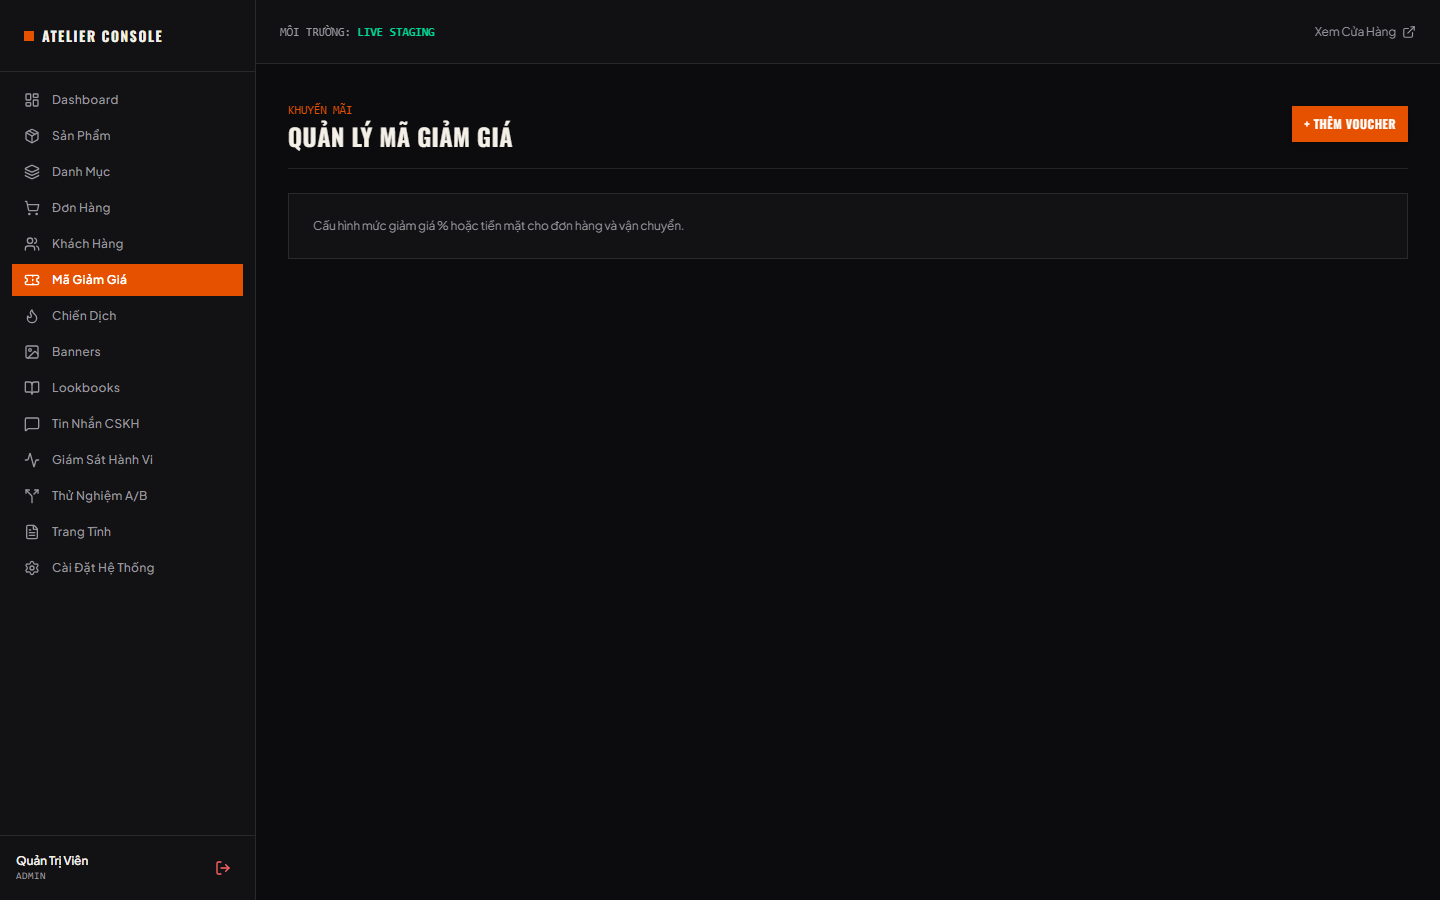 ATELIER CONSOLE
Dashboard
Sản Phẩm
Danh Mục
Đơn Hàng
Khách Hàng
Mã Giảm Giá
Chiến Dịch
Banners
Lookbooks
Tin Nhắn CSKH
Giám Sát Hành Vi
Thử Nghiệm A/B
Trang Tĩnh
Cài Đặt Hệ Thống
Quản Trị Viên
ADMIN
MÔI TRƯỜNG: LIVE STAGING
Xem Cửa Hàng
KHUYẾN MÃI
QUẢN LÝ MÃ GIẢM GIÁ
+ THÊM VOUCHER
Cấu hình mức giảm giá % hoặc tiền mặt cho đơn hàng và vận chuyển.